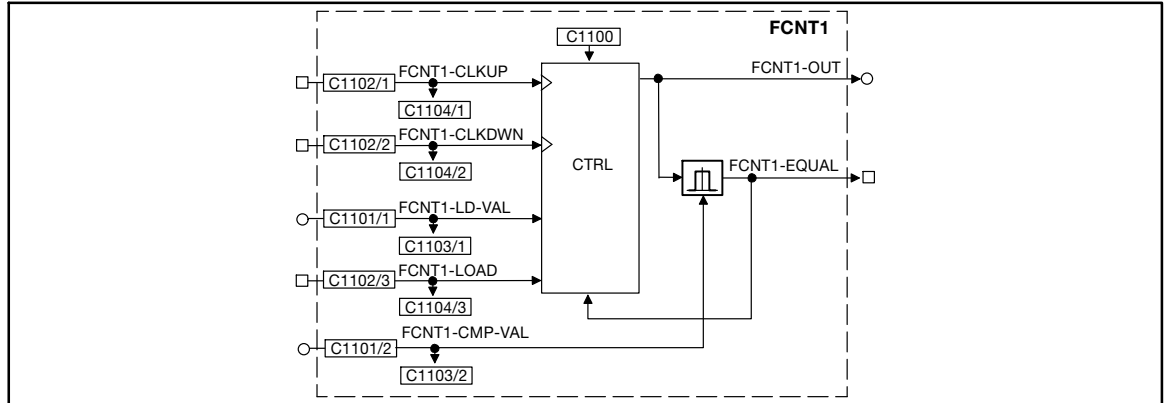 FCNT1
C1100
FCNT1-CLKUP
FCNT1-OUT
C1102/1
C1104/1
FCNT1-CLKDWN
C1102/2
C1104/2
CTRL
FCNT1-EQUAL
FCNT1-LD-VAL
C1101/1
C1103/1
FCNT1-LOAD
C1102/3
C1104/3
FCNT1-CMP-VAL
C1101/2
C1103/2